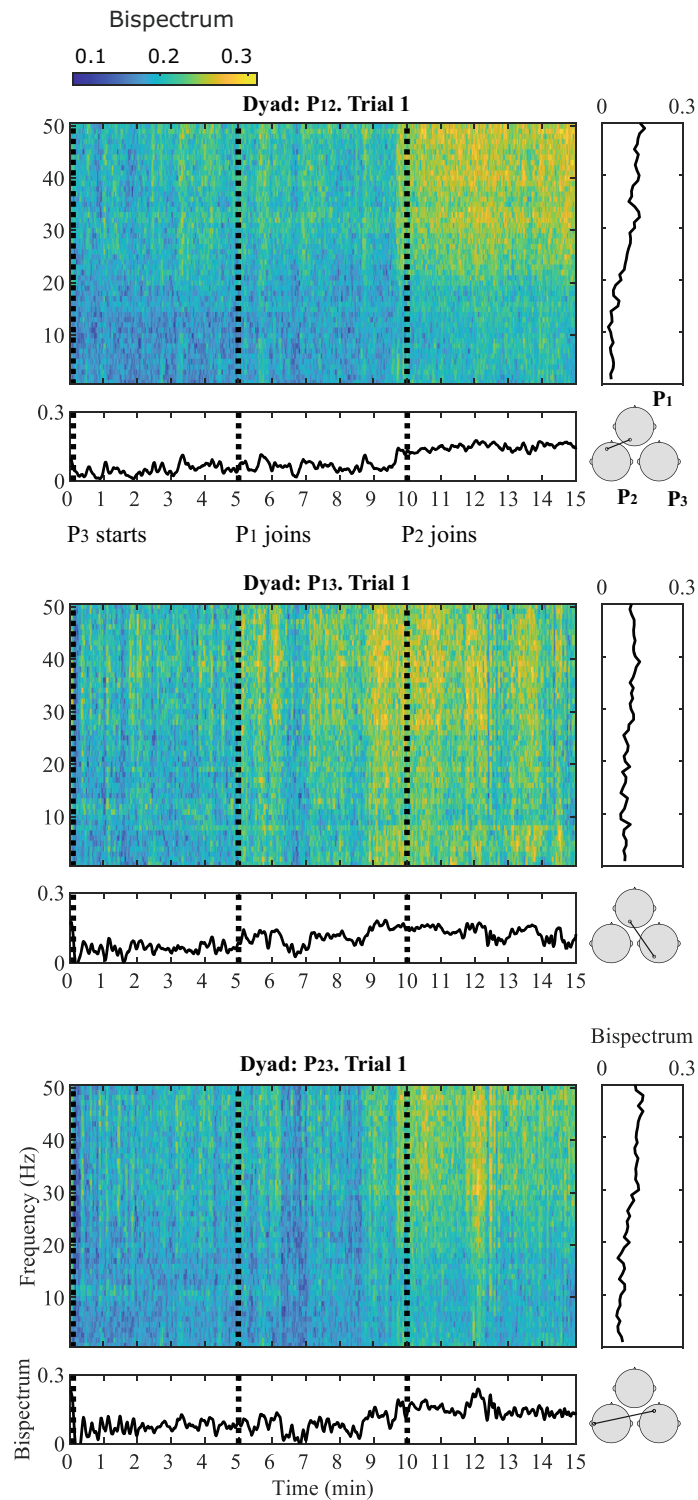 Bispectrum
0.1 0.2 0.3
Dyad: P12. Trial 1
0 0.3
50
40
30
20
10
0.3
0
0 1 2 3 4 5 6 7 8 9 10 11 12 13 14 15
P1
P2 P3
P3 starts P1 joins P2 joins
Dyad: P13. Trial 1
0 0.3
50
40
30
20
10
0.3
0
0 1 2 3 4 5 6 7 8 9 10 11 12 13 14 15
Bispectrum
Dyad: P23. Trial 1
0 0.3
50
40
30
20
10
Frequency (Hz)
0.3
0
Bispectrum
0 1 2 3 4 5 6 7 8 9 10 11 12 13 14 15
Time (min)